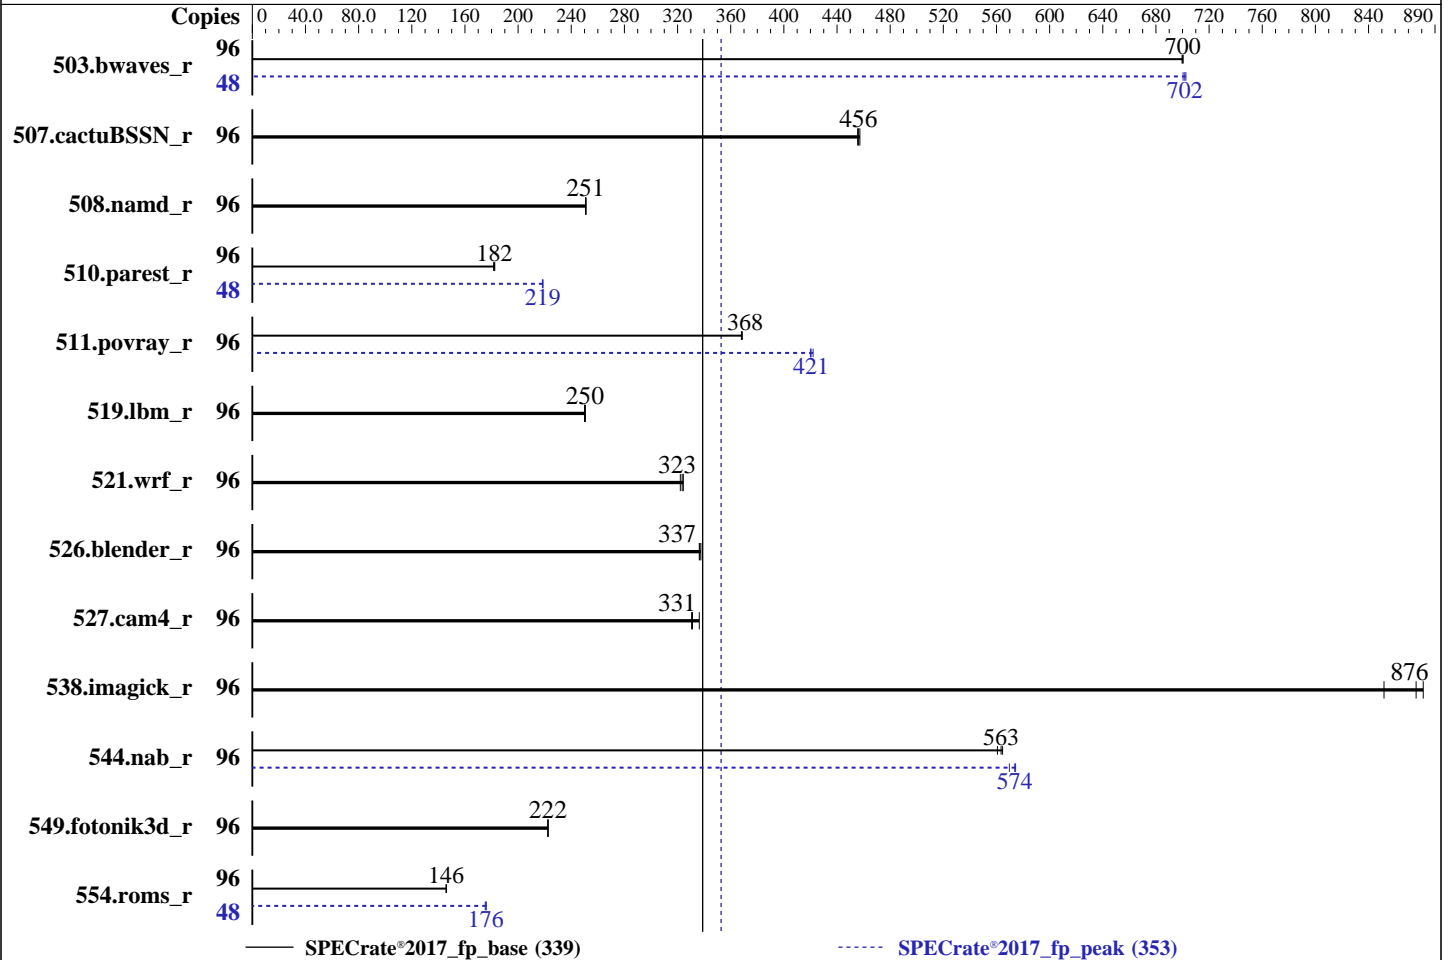 Copies 0 40.0 80.0 120 160 200 240 280 320 360 400 440 480 520 560 600 640 680 720 760 800 840 890
503.bwaves_r 96 700
48 702
507.cactuBSSN_r 96 456
508.namd_r 96 251
510.parest_r 96 182
48 219
511.povray_r 96 368
421
519.lbm_r 96 250
521.wrf_r 96 323
526.blender_r 96 337
527.cam4_r 96 331
538.imagick_r 96 876
544.nab_r 96 563
574
549.fotonik3d_r 96 222
554.roms_r 96 146
48 176
SPECrate®2017_fp_base (339) SPECrate®2017_fp_peak (353)